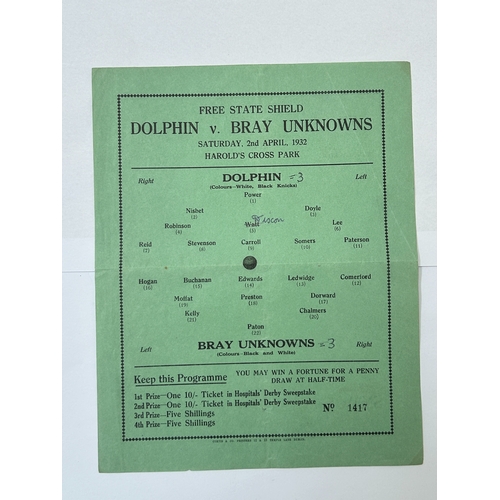 FREE STATE SHIELD
DOLPHIN v. BRAY UNKNOWNS
SATURDAY, 2nd APRIL, 1932
HAROLD'S CROSS PARK
Right DOLPHIN =3 Left
(Colours—White, Black Knicks)
Power
(1)
Nisbet Doyle
(2) (3)
Robinson Watt Lee
(4) (5) (6)
Reid Stevenson Carroll Somers Paterson
(7) (8) (9) (10) (11)
Hogan Buchanan Edwards Ledwidge Comerford
(16) (15) (14) (13) (12)
Moffat Preston Dorward
(19) (18) (17)
Kelly Chalmers
(21) (20)
Paton
(22)
Left BRAY UNKNOWNS =3 Right
(Colours—Black and White)
Keep this Programme YOU MAY WIN A FORTUNE FOR A PENNY
DRAW AT HALF-TIME
1st Prize—One 10/- Ticket in Hospitals' Derby Sweepstake
2nd Prize—One 10/- Ticket in Hospitals' Derby Sweepstake
3rd Prize—Five Shillings Nº 1417
4th Prize—Five Shillings